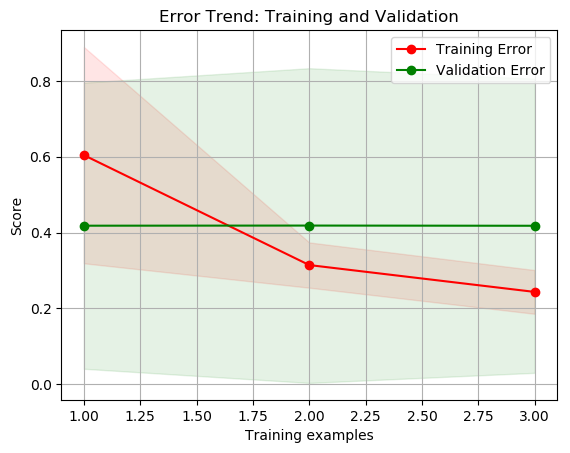 Error Trend: Training and Validation
Training Error
Validation Error
Score
0.8
0.6
0.4
0.2
0.0
1.00 1.25 1.50 1.75 2.00 2.25 2.50 2.75 3.00
Training examples